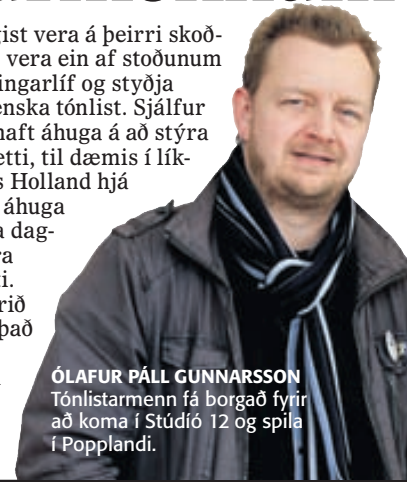 gist vera á þeirri skoð-
vera ein af stoðunum
ingarlíf og styðja
enska tónlist. Sjálfur
haft áhuga á að stýra
etti, til dæmis í lík-
s Holland hjá
áhuga
a dag-
ra
i.
rið
það
ÓLAFUR PÁLL GUNNARSSON
Tónlistarmenn fá borgað fyrir
að koma í Stúdíó 12 og spila
í Popplandi.